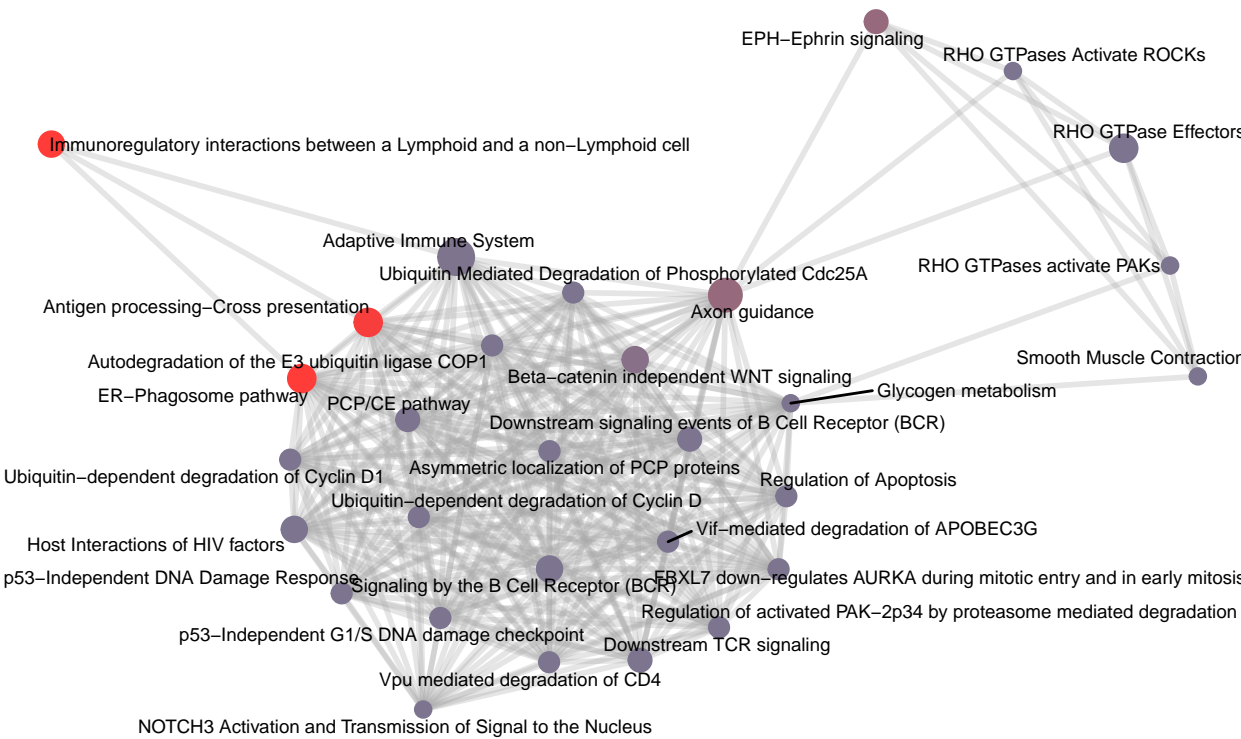 EPH−Ephrin signaling
RHO GTPases Activate ROCKs
RHO GTPase Effectors
Immunoregulatory interactions between a Lymphoid and a non−Lymphoid cell
Adaptive Immune System
RHO GTPases activate PAKs
Ubiquitin Mediated Degradation of Phosphorylated Cdc25A
Antigen processing−Cross presentation
Axon guidance
Smooth Muscle Contraction
Autodegradation of the E3 ubiquitin ligase COP1
Beta−catenin independent WNT signaling
Glycogen metabolism
ER−Phagosome pathway
PCP/CE pathway
Downstream signaling events of B Cell Receptor (BCR)
Asymmetric localization of PCP proteins
Ubiquitin−dependent degradation of Cyclin D1
Regulation of Apoptosis
Ubiquitin−dependent degradation of Cyclin D
Vif−mediated degradation of APOBEC3G
Host Interactions of HIV factors
p53−Independent DNA Damage Response
Signaling by the B Cell Receptor (BCR)
FBXL7 down−regulates AURKA during mitotic entry and in early mitosis
Regulation of activated PAK−2p34 by proteasome mediated degradation
p53−Independent G1/S DNA damage checkpoint
Downstream TCR signaling
Vpu mediated degradation of CD4
NOTCH3 Activation and Transmission of Signal to the Nucleus